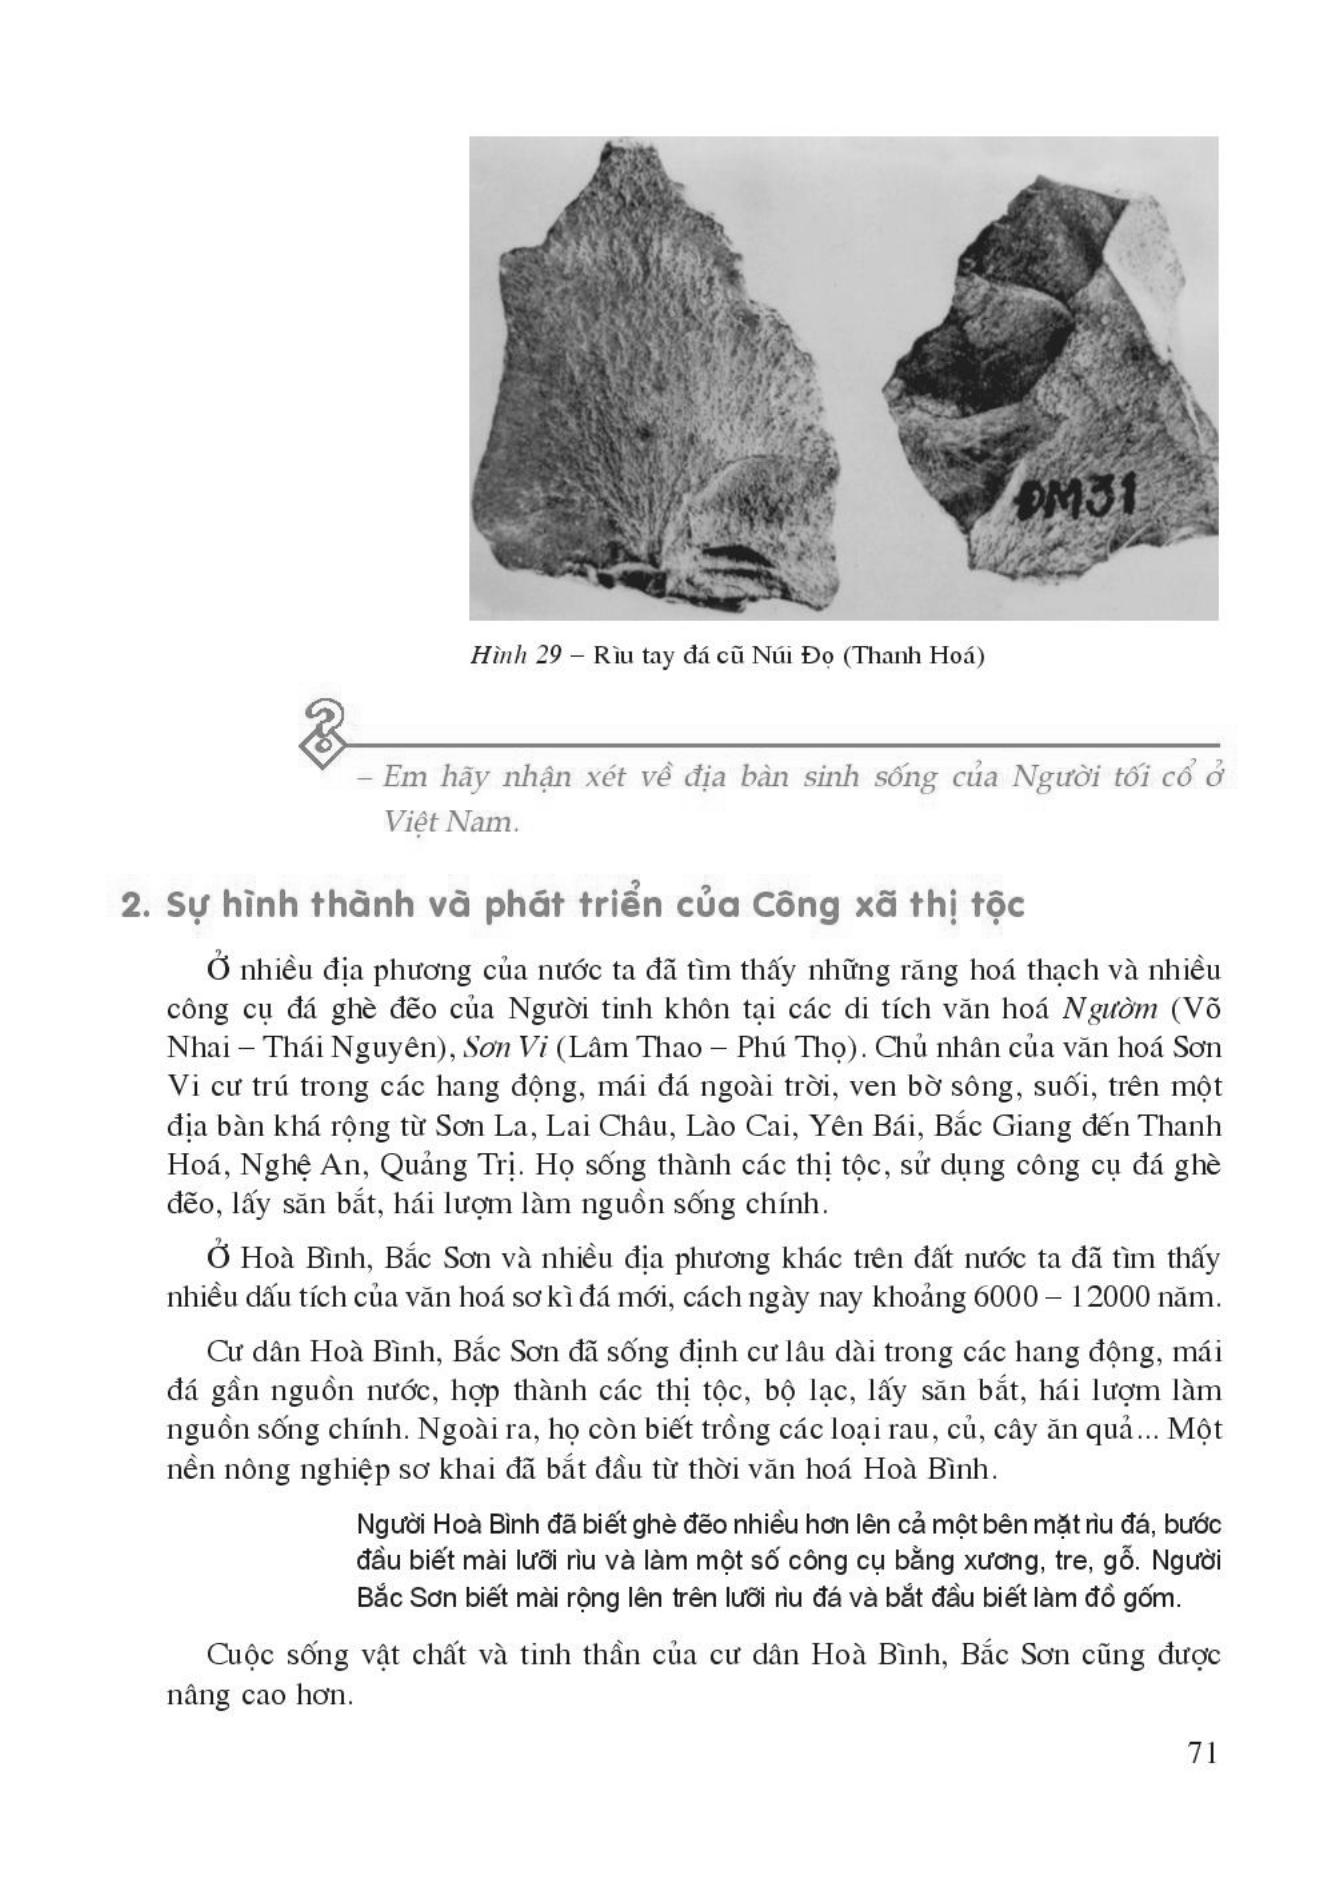 ĐM31
Hình 29 – Rìu tay đá cũ Núi Đọ (Thanh Hoá)
– Em hãy nhận xét về địa bàn sinh sống của Người tối cổ ở
Việt Nam.
2. Sự hình thành và phát triển của Công xã thị tộc
Ở nhiều địa phương của nước ta đã tìm thấy những răng hoá thạch và nhiều
công cụ đá ghè đẽo của Người tinh khôn tại các di tích văn hoá Ngườm (Võ
Nhai – Thái Nguyên), Sơn Vi (Lâm Thao – Phú Thọ). Chủ nhân của văn hoá Sơn
Vi cư trú trong các hang động, mái đá ngoài trời, ven bờ sông, suối, trên một
địa bàn khá rộng từ Sơn La, Lai Châu, Lào Cai, Yên Bái, Bắc Giang đến Thanh
Hoá, Nghệ An, Quảng Trị. Họ sống thành các thị tộc, sử dụng công cụ đá ghè
đẽo, lấy săn bắt, hái lượm làm nguồn sống chính.
Ở Hoà Bình, Bắc Sơn và nhiều địa phương khác trên đất nước ta đã tìm thấy
nhiều dấu tích của văn hoá sơ kì đá mới, cách ngày nay khoảng 6000 – 12000 năm.
Cư dân Hoà Bình, Bắc Sơn đã sống định cư lâu dài trong các hang động, mái
đá gần nguồn nước, hợp thành các thị tộc, bộ lạc, lấy săn bắt, hái lượm làm
nguồn sống chính. Ngoài ra, họ còn biết trồng các loại rau, củ, cây ăn quả... Một
nền nông nghiệp sơ khai đã bắt đầu từ thời văn hoá Hoà Bình.
Người Hoà Bình đã biết ghè đẽo nhiều hơn lên cả một bên mặt rìu đá, bước
đầu biết mài lưỡi rìu và làm một số công cụ bằng xương, tre, gỗ. Người
Bắc Sơn biết mài rộng lên trên lưỡi rìu đá và bắt đầu biết làm đồ gốm.
Cuộc sống vật chất và tinh thần của cư dân Hoà Bình, Bắc Sơn cũng được
nâng cao hơn.
71